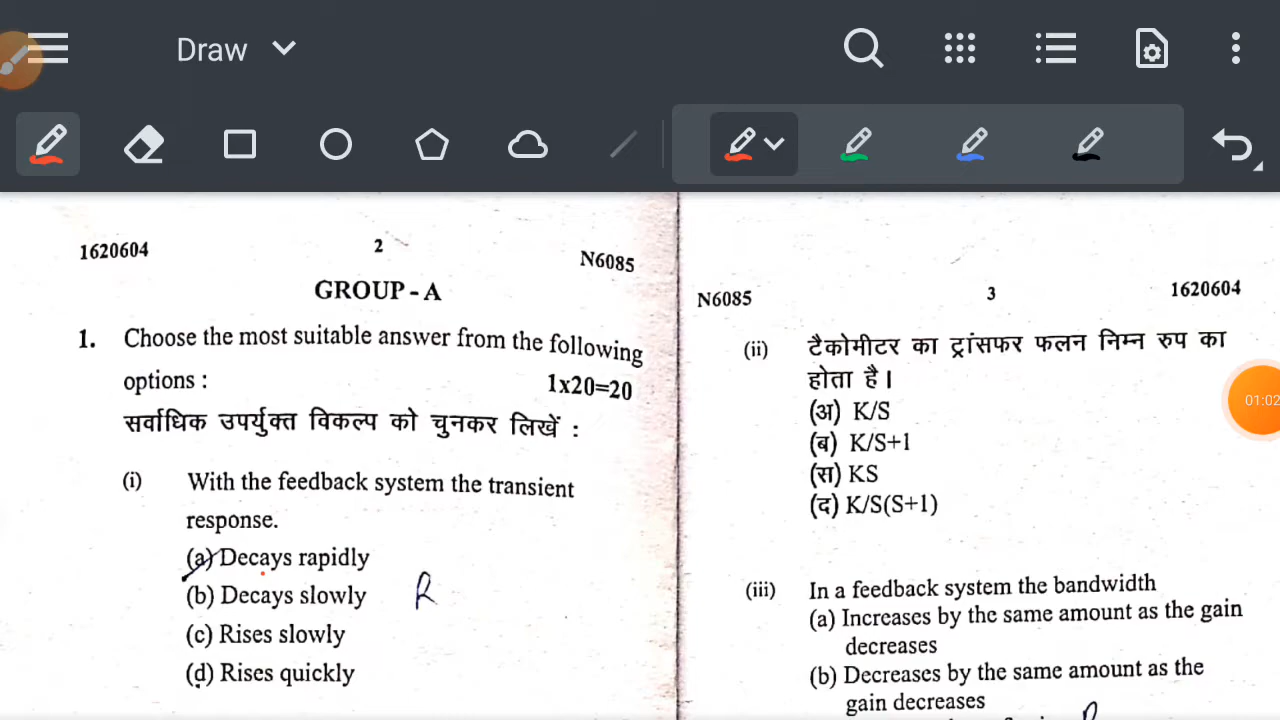 Draw
1620604
2
N6085
GROUP - A
1. Choose the most suitable answer from the following
options :
1x20=20
सर्वाधिक उपर्युक्त विकल्प को चुनकर लिखें :
(i) With the feedback system the transient
response.
(a) Decays rapidly
(b) Decays slowly
R
(c) Rises slowly
(d) Rises quickly
N6085
3
1620604
(ii) टैकोमीटर का ट्रांसफर फलन निम्न रुप का
होता है।
(अ) K/S
(ब) K/S+1
(स) KS
(द) K/S(S+1)
(iii) In a feedback system the bandwidth
(a) Increases by the same amount as the gain
decreases
(b) Decreases by the same amount as the
gain decreases
01:02